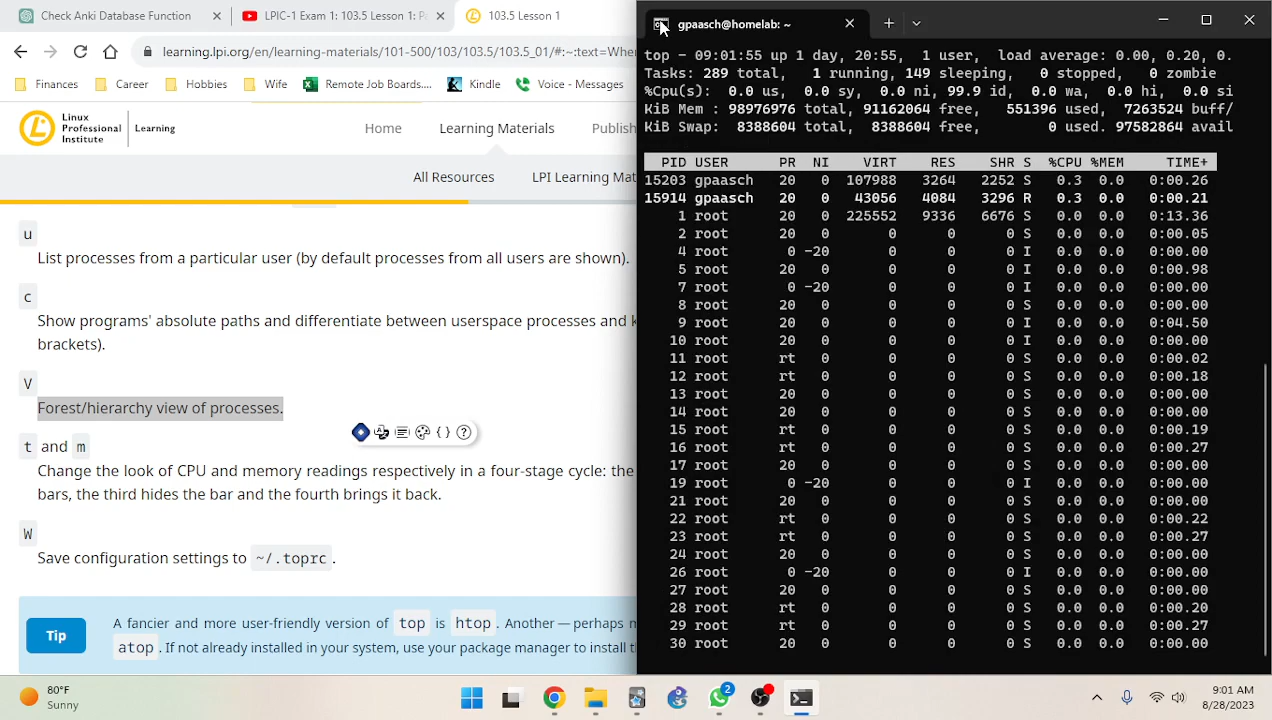 Check Anki Database Function
LPIC-1 Exam 1: 103.5 Lesson 1: P
103.5 Lesson 1
learning.lpi.org/en/learning-materials/101-500/103/103.5/103.5_01/#:~:text=Whe
Finances
Career
Hobbies
Wife
Remote Job Boards....
Kindle
Voice - Messages
Linux
Professional
Institute
Learning
Home
Learning Materials
Publish
All Resources
LPI Learning Mat
u
List processes from a particular user (by default processes from all users are shown).
c
Show programs' absolute paths and differentiate between userspace processes and k
brackets).
V
Forest/hierarchy view of processes.
t and m
Change the look of CPU and memory readings respectively in a four-stage cycle: the
bars, the third hides the bar and the fourth brings it back.
W
Save configuration settings to ~/.toprc.
Tip
A fancier and more user-friendly version of top is htop. Another — perhaps m
atop. If not already installed in your system, use your package manager to install t
gpaasch@homelab: ~
top - 09:01:55 up 1 day, 20:55, 1 user, load average: 0.00, 0.20, 0.
Tasks: 289 total, 1 running, 149 sleeping, 0 stopped, 0 zombie
%Cpu(s): 0.0 us, 0.0 sy, 0.0 ni, 99.9 id, 0.0 wa, 0.0 hi, 0.0 si
KiB Mem : 98976976 total, 91162064 free, 551396 used, 7263524 buff/
KiB Swap: 8388604 total, 8388604 free, 0 used. 97582864 avail
PID USER PR NI VIRT RES SHR S %CPU %MEM TIME+
15203 gpaasch 20 0 107988 3264 2252 S 0.3 0.0 0:00.26
15914 gpaasch 20 0 43056 4084 3296 R 0.3 0.0 0:00.21
1 root 20 0 225552 9336 6676 S 0.0 0.0 0:13.36
2 root 20 0 0 0 0 S 0.0 0.0 0:00.05
4 root 0 -20 0 0 0 I 0.0 0.0 0:00.00
5 root 20 0 0 0 0 I 0.0 0.0 0:00.98
7 root 0 -20 0 0 0 I 0.0 0.0 0:00.00
8 root 20 0 0 0 0 S 0.0 0.0 0:00.00
9 root 20 0 0 0 0 I 0.0 0.0 0:04.50
10 root 20 0 0 0 0 I 0.0 0.0 0:00.00
11 root rt 0 0 0 0 S 0.0 0.0 0:00.02
12 root rt 0 0 0 0 S 0.0 0.0 0:00.18
13 root 20 0 0 0 0 S 0.0 0.0 0:00.00
14 root 20 0 0 0 0 S 0.0 0.0 0:00.00
15 root rt 0 0 0 0 S 0.0 0.0 0:00.19
16 root rt 0 0 0 0 S 0.0 0.0 0:00.27
17 root 20 0 0 0 0 S 0.0 0.0 0:00.00
19 root 0 -20 0 0 0 I 0.0 0.0 0:00.00
21 root 20 0 0 0 0 S 0.0 0.0 0:00.00
22 root rt 0 0 0 0 S 0.0 0.0 0:00.22
23 root rt 0 0 0 0 S 0.0 0.0 0:00.27
24 root 20 0 0 0 0 S 0.0 0.0 0:00.00
26 root 0 -20 0 0 0 I 0.0 0.0 0:00.00
27 root 20 0 0 0 0 S 0.0 0.0 0:00.00
28 root rt 0 0 0 0 S 0.0 0.0 0:00.20
29 root rt 0 0 0 0 S 0.0 0.0 0:00.27
30 root 20 0 0 0 0 S 0.0 0.0 0:00.00
80°F
Sunny
2
9:01 AM
8/28/2023